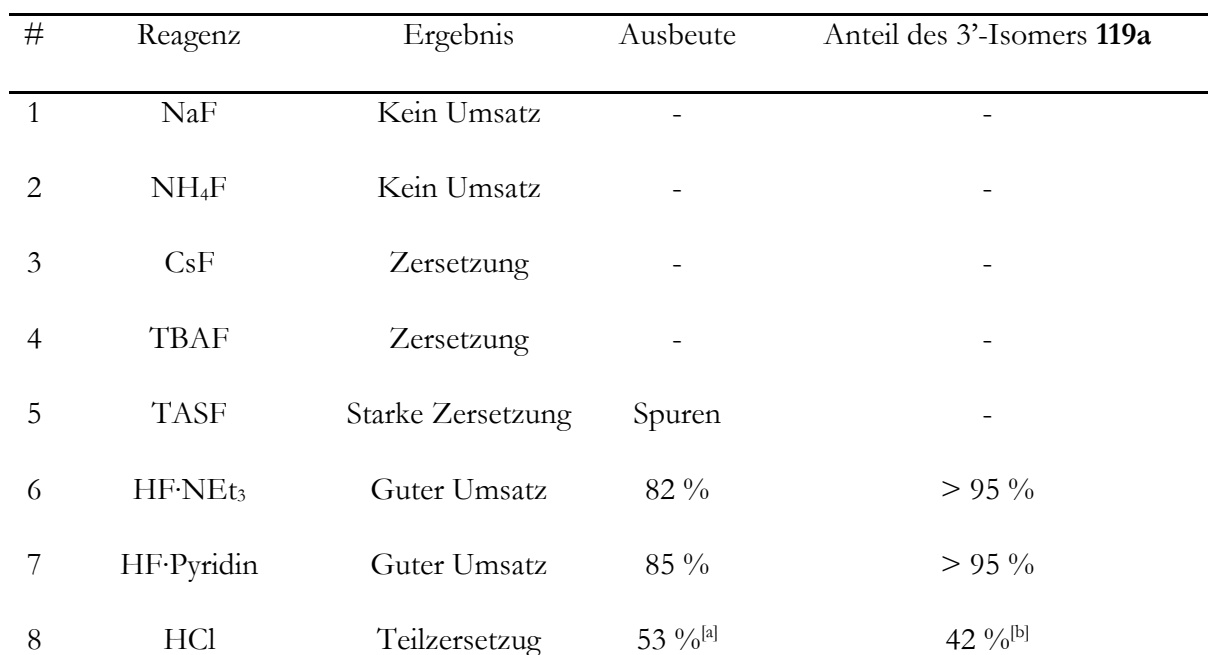 # Reagenz Ergebnis Ausbeute Anteil des 3’-Isomers 119a
1 NaF Kein Umsatz - -
2 NH₄F Kein Umsatz - -
3 CsF Zersetzung - -
4 TBAF Zersetzung - -
5 TASF Starke Zersetzung Spuren -
6 HF·NEt₃ Guter Umsatz 82 % > 95 %
7 HF·Pyridin Guter Umsatz 85 % > 95 %
8 HCl Teilzersetzug 53 %[a] 42 %[b]